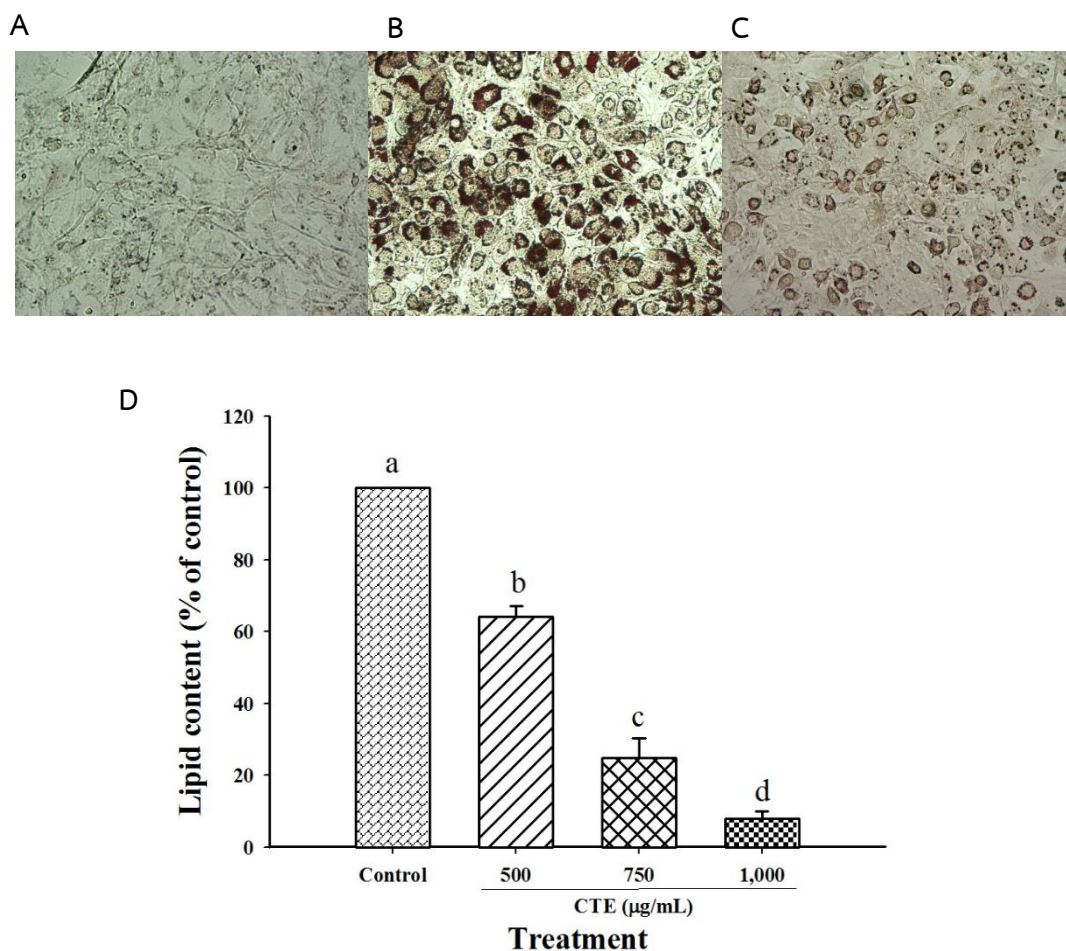 A
B
C
D
120
100
80
60
40
20
0
Lipid content (% of control)
a
b
c
d
Control
500
750
1,000
CTE (µg/mL)
Treatment